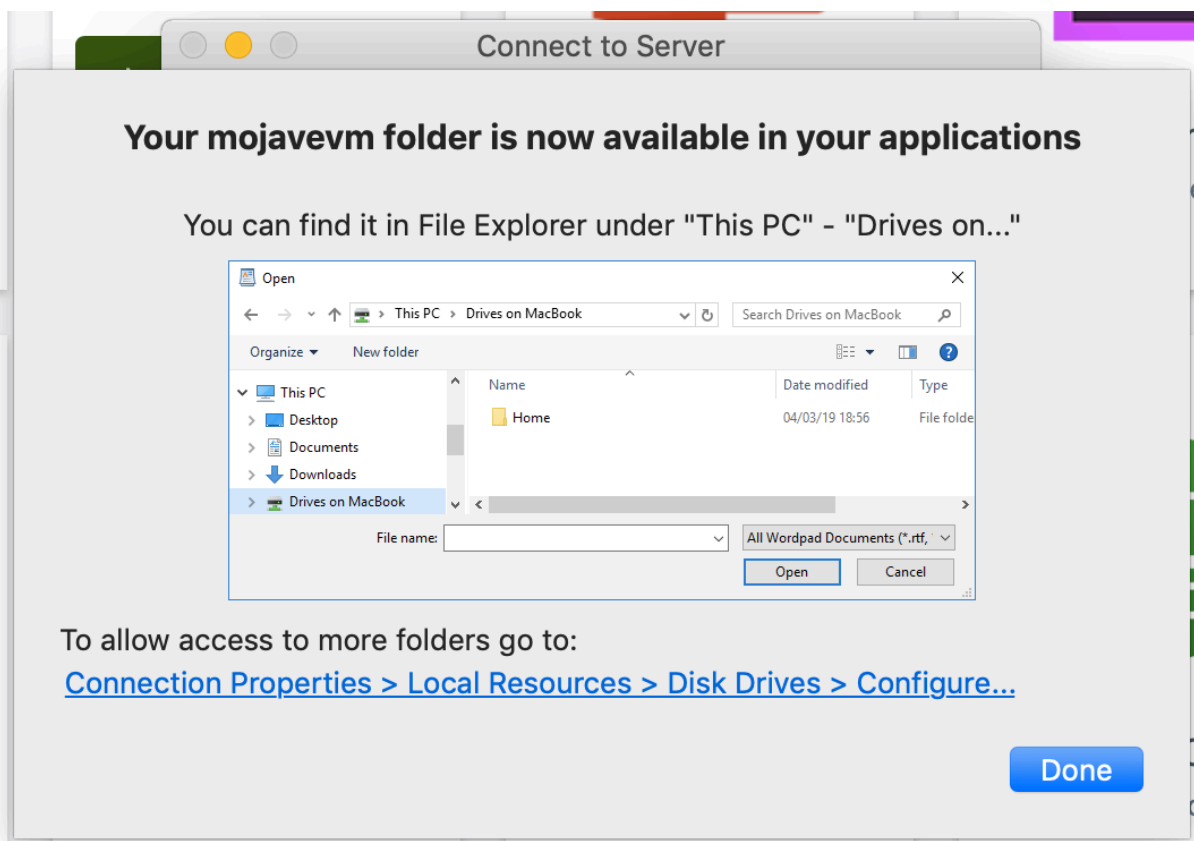 Connect to Server
Your mojavevm folder is now available in your applications
You can find it in File Explorer under "This PC" - "Drives on..."
Open
This PC > Drives on MacBook
Search Drives on MacBook
Organize
New folder
Name
Date modified
Type
This PC
Home
04/03/19 18:56
File folde
Desktop
Documents
Downloads
Drives on MacBook
File name:
All Wordpad Documents (*.rtf,
Open
Cancel
To allow access to more folders go to:
Connection Properties > Local Resources > Disk Drives > Configure...
Done